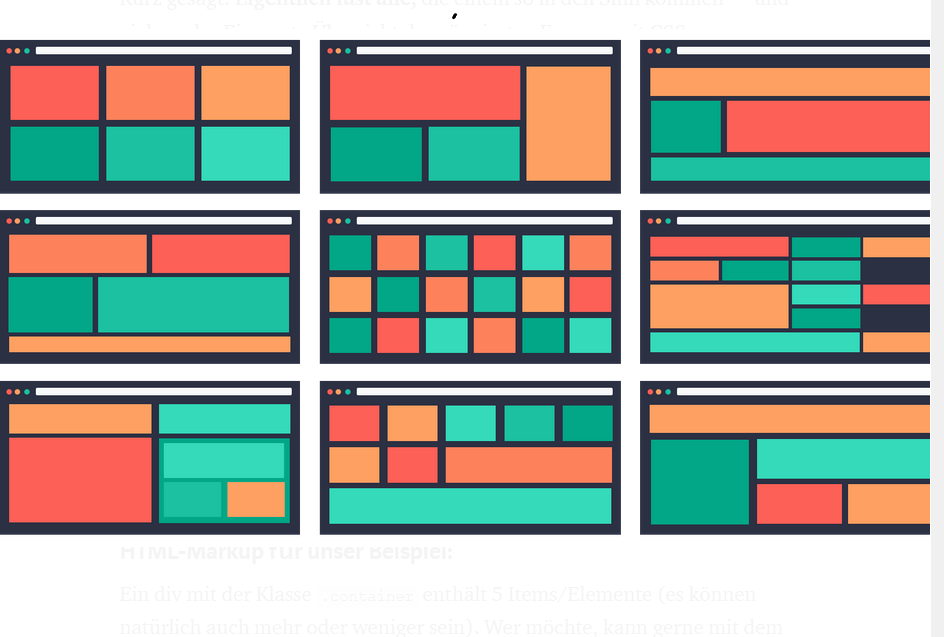 Kurz gesagt: Eigentlich fast alle, die einem so in den Sinn kommen — und
HTML-Markup für unser Beispiel:
Ein div mit der Klasse .container enthält 5 Items/Elemente (es können
natürlich auch mehr oder weniger sein). Wer möchte, kann gerne mit dem